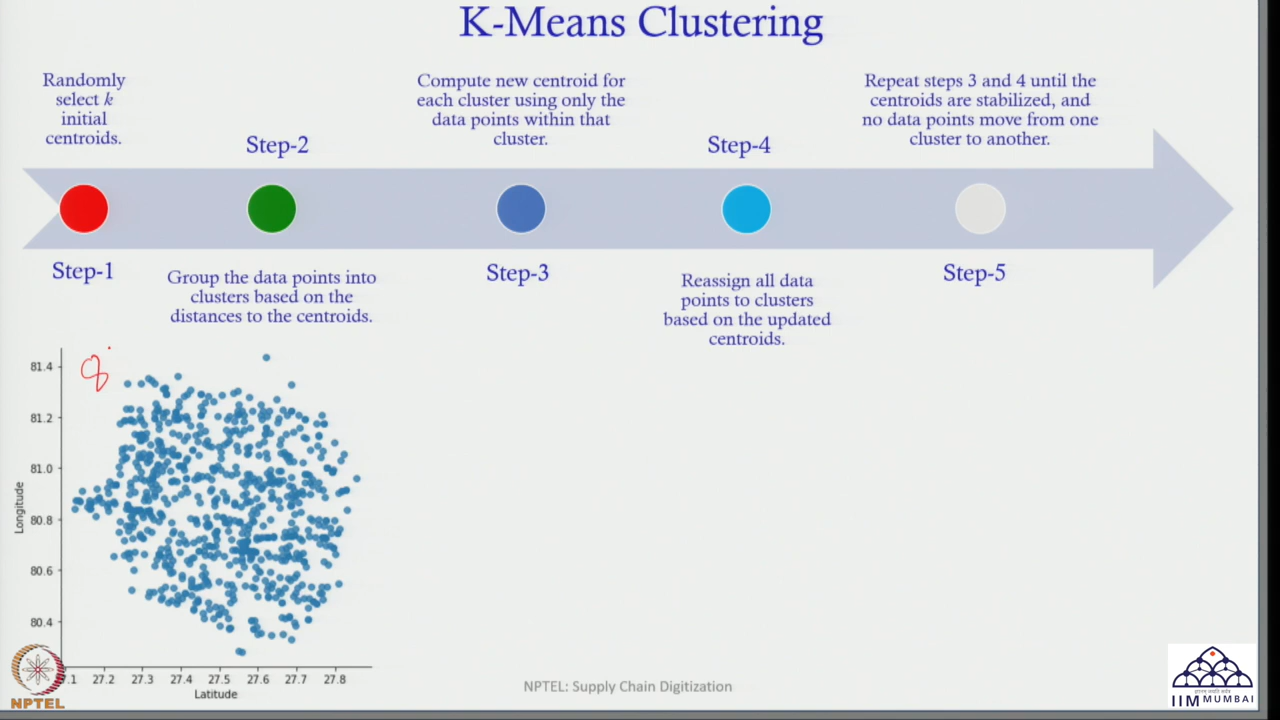 K-Means Clustering
Randomly
select k
initial
centroids.
Step-1
Step-2
Group the data points into
clusters based on the
distances to the centroids.
Compute new centroid for
each cluster using only the
data points within that
cluster.
Step-3
Step-4
Reassign all data
points to clusters
based on the updated
centroids.
Repeat steps 3 and 4 until the
centroids are stabilized, and
no data points move from one
cluster to another.
Step-5
81.4
81.2
81.0
80.8
80.6
80.4
Longitude
27.2 27.3 27.4 27.5 27.6 27.7 27.8
Latitude
NPTEL
NPTEL: Supply Chain Digitization
IIM MUMBAI